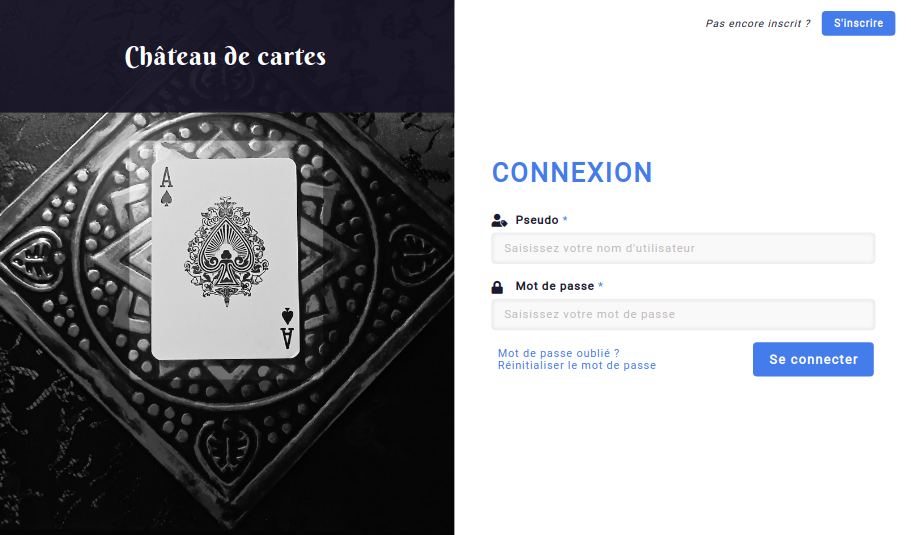 Château de cartes
A
A
Pas encore inscrit ?
S'inscrire
CONNEXION
Pseudo *
Saisissez votre nom d'utilisateur
Mot de passe *
Saisissez votre mot de passe
Mot de passe oublié ?
Réinitialiser le mot de passe
Se connecter